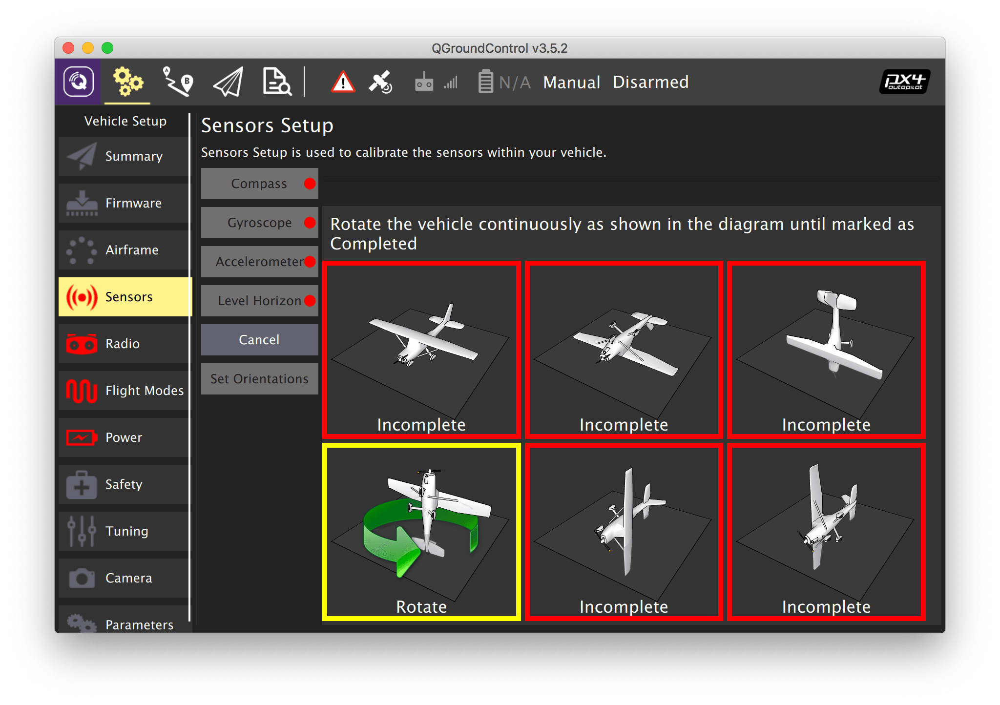 QGroundControl v3.5.2
A
B
N/A
Manual
Disarmed
px4
autopilot
Vehicle Setup
Summary
Firmware
Airframe
Sensors
Radio
Flight Modes
Power
Safety
Tuning
Camera
Parameters
Sensors Setup
Sensors Setup is used to calibrate the sensors within your vehicle.
Compass
Gyroscope
Accelerometer
Level Horizon
Cancel
Set Orientations
Rotate the vehicle continuously as shown in the diagram until marked as
Completed
Incomplete
Incomplete
Incomplete
Rotate
Incomplete
Incomplete